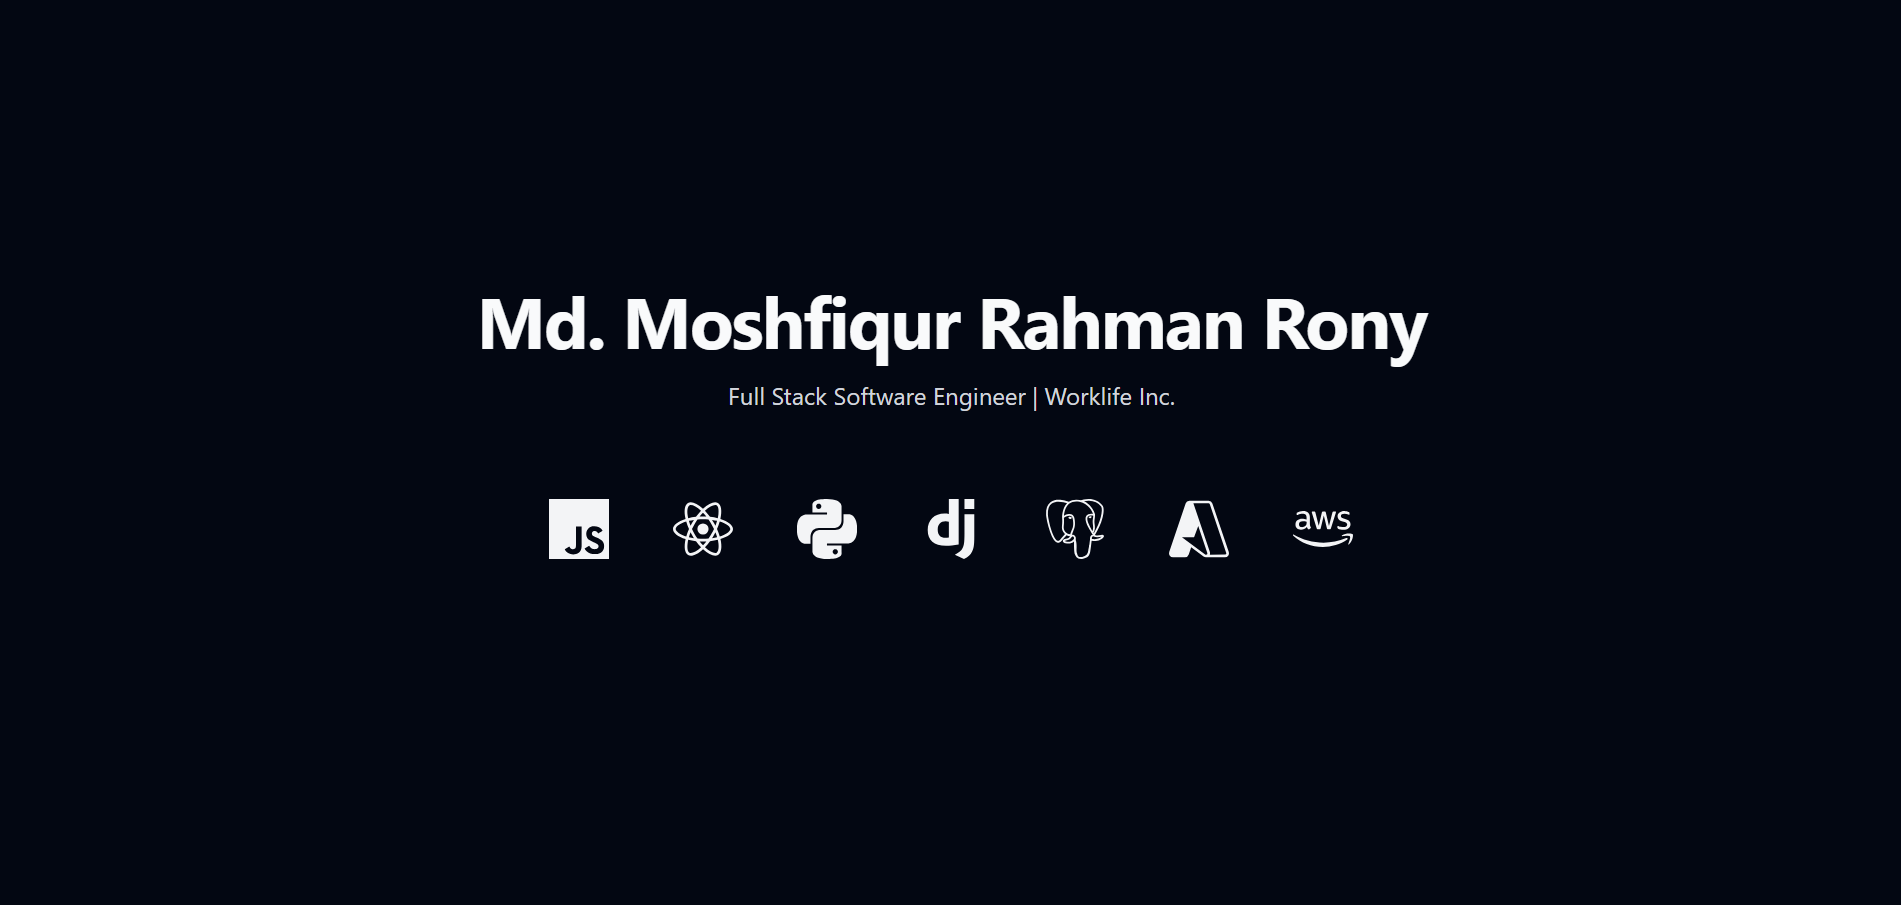 Md. Moshfiqur Rahman Rony
Full Stack Software Engineer | Worklife Inc.
JS dj aws